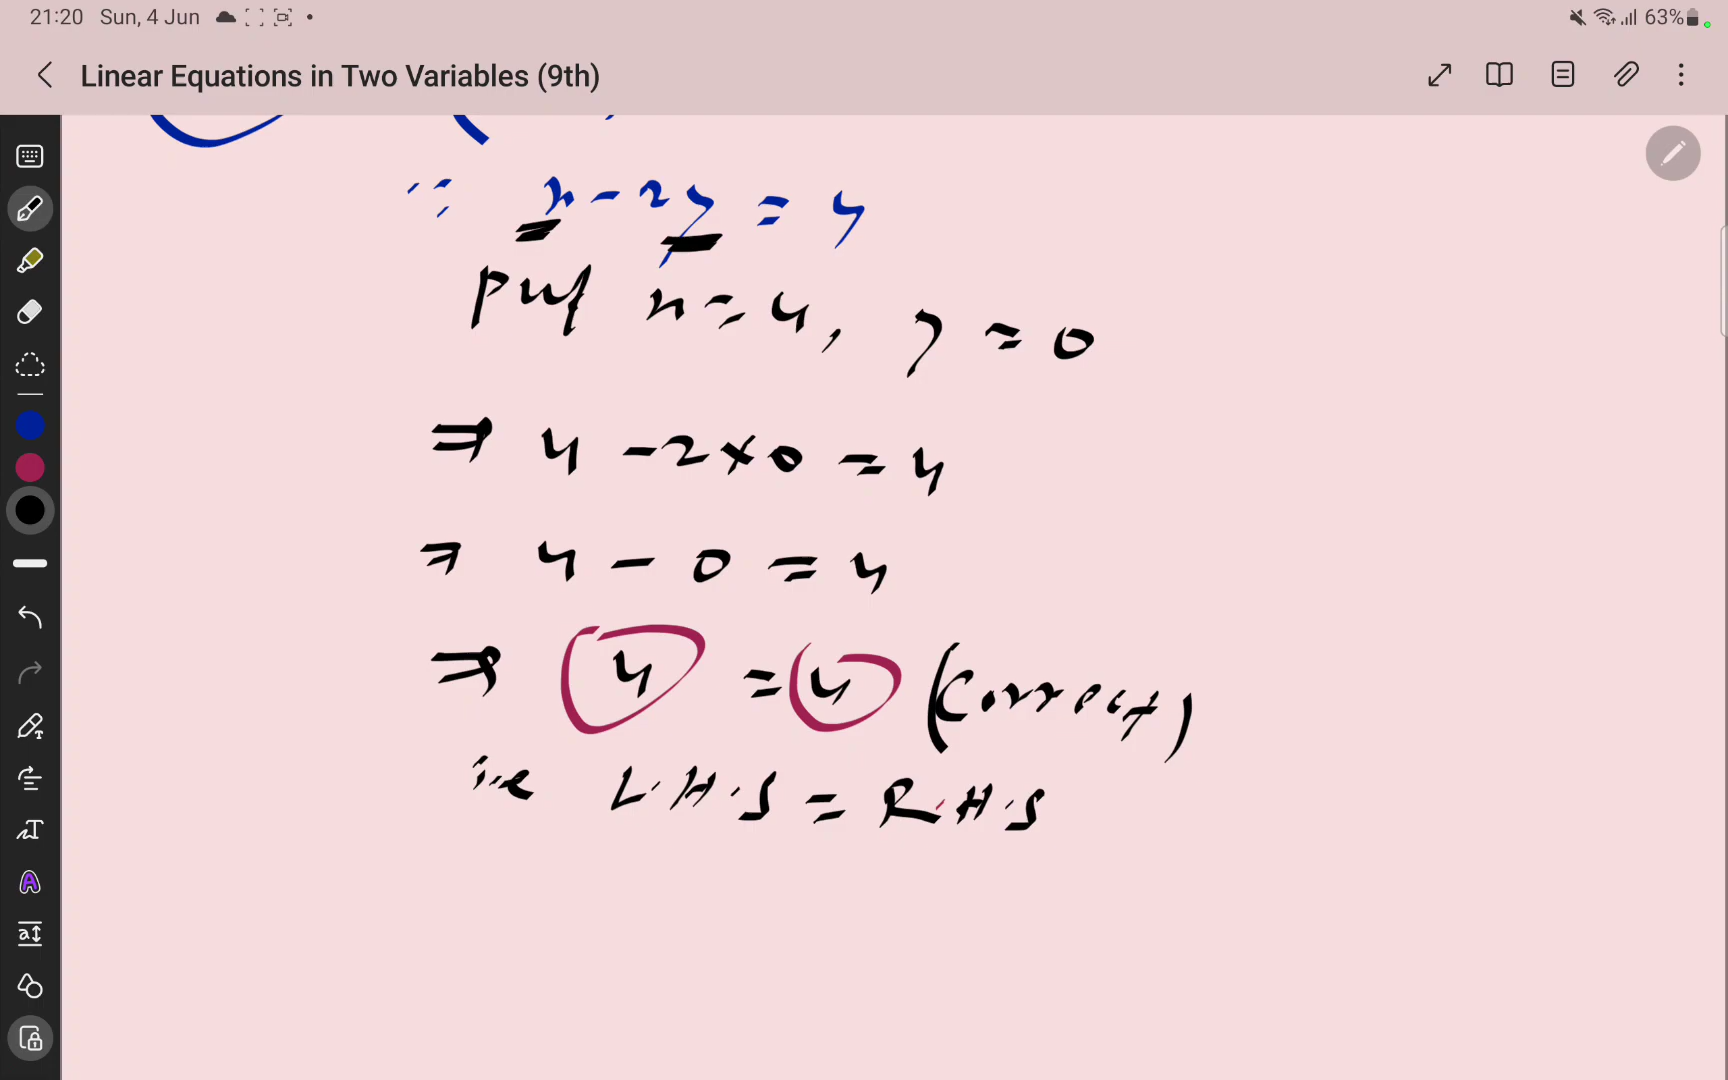 21:20 Sun, 4 Jun 63%
Linear Equations in Two Variables (9th)
∵ x - 2y = 4
put x = 4, y = 0
⇒ 4 - 2 × 0 = 4
⇒ 4 - 0 = 4
⇒ 4 = 4 (correct)
i.e L.H.S = R.H.S